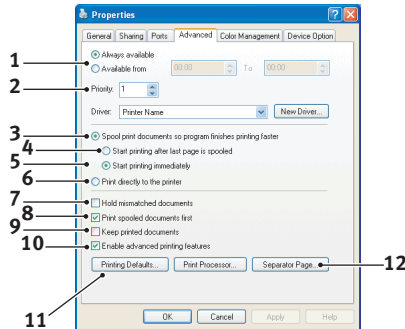 Properties
General Sharing Ports Advanced Color Management Device Option
1 Always available
Available from 00:00 To 00:00
2 Priority: 1
Driver: Printer Name New Driver...
3 Spool print documents so program finishes printing faster
4 Start printing after last page is spooled
5 Start printing immediately
6 Print directly to the printer
7 Hold mismatched documents
8 Print spooled documents first
9 Keep printed documents
10 Enable advanced printing features
Printing Defaults... Print Processor... Separator Page... 12
11
OK Cancel Apply Help